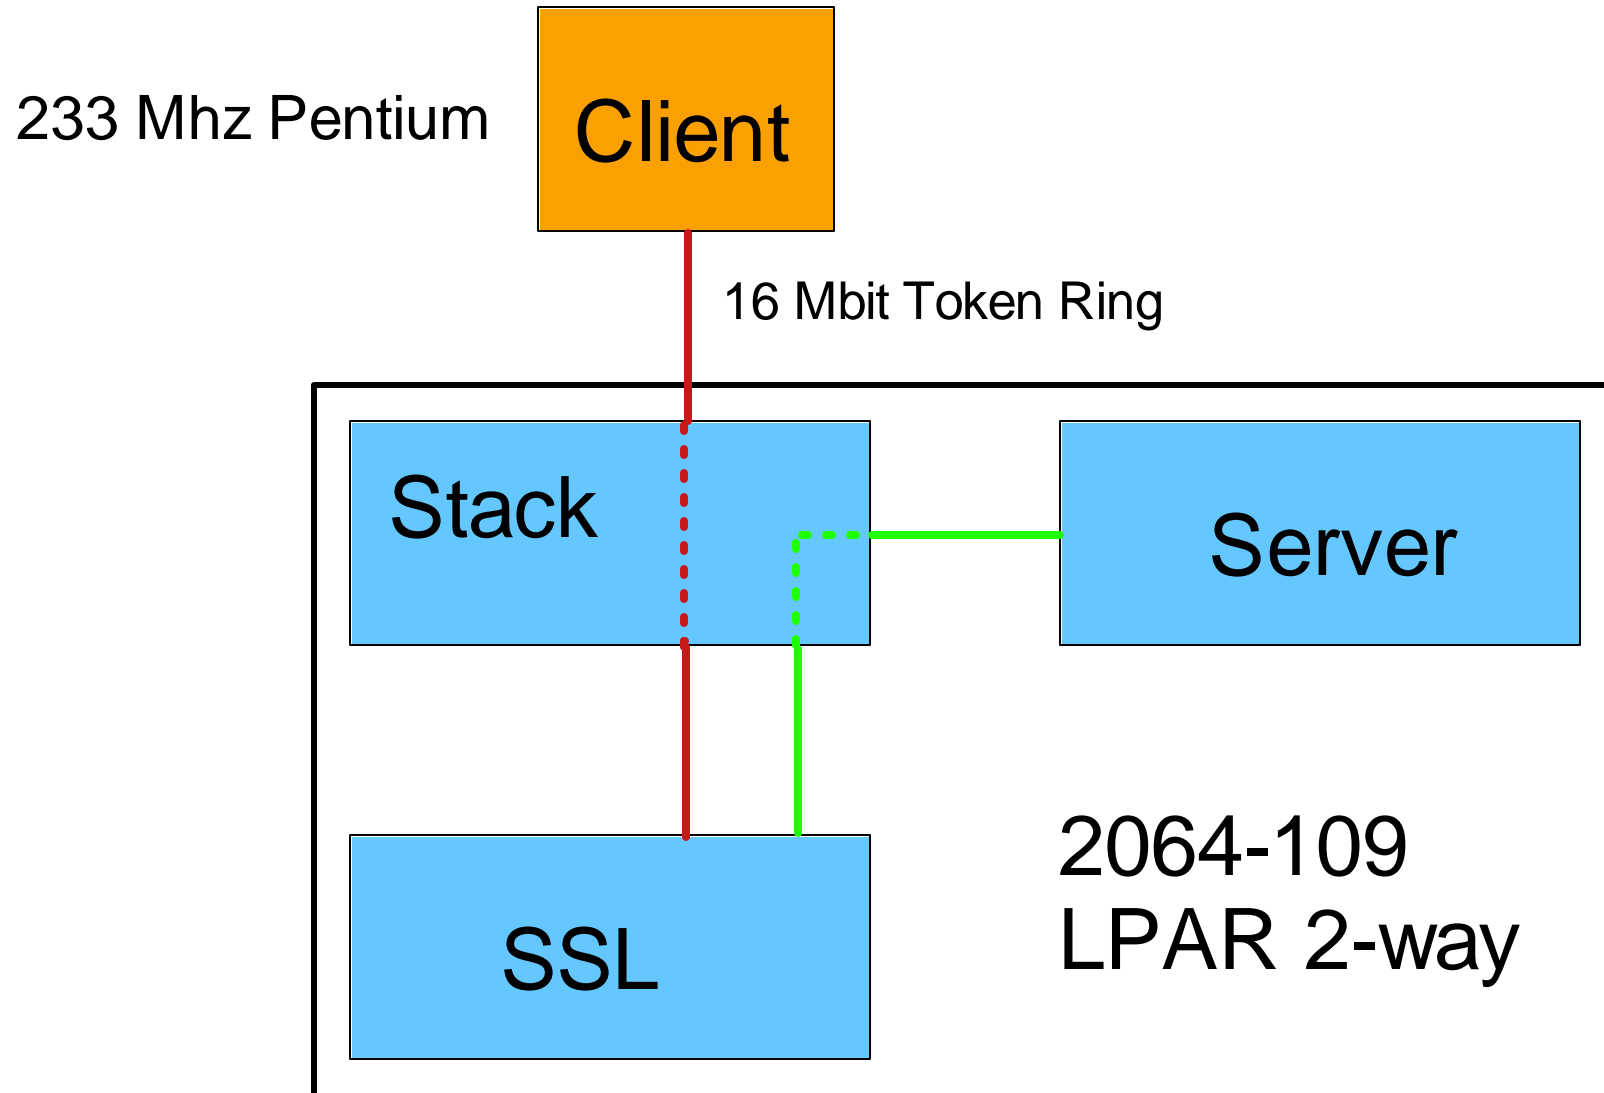 233 Mhz Pentium
Client
16 Mbit Token Ring
Stack
Server
SSL
2064-109
LPAR 2-way